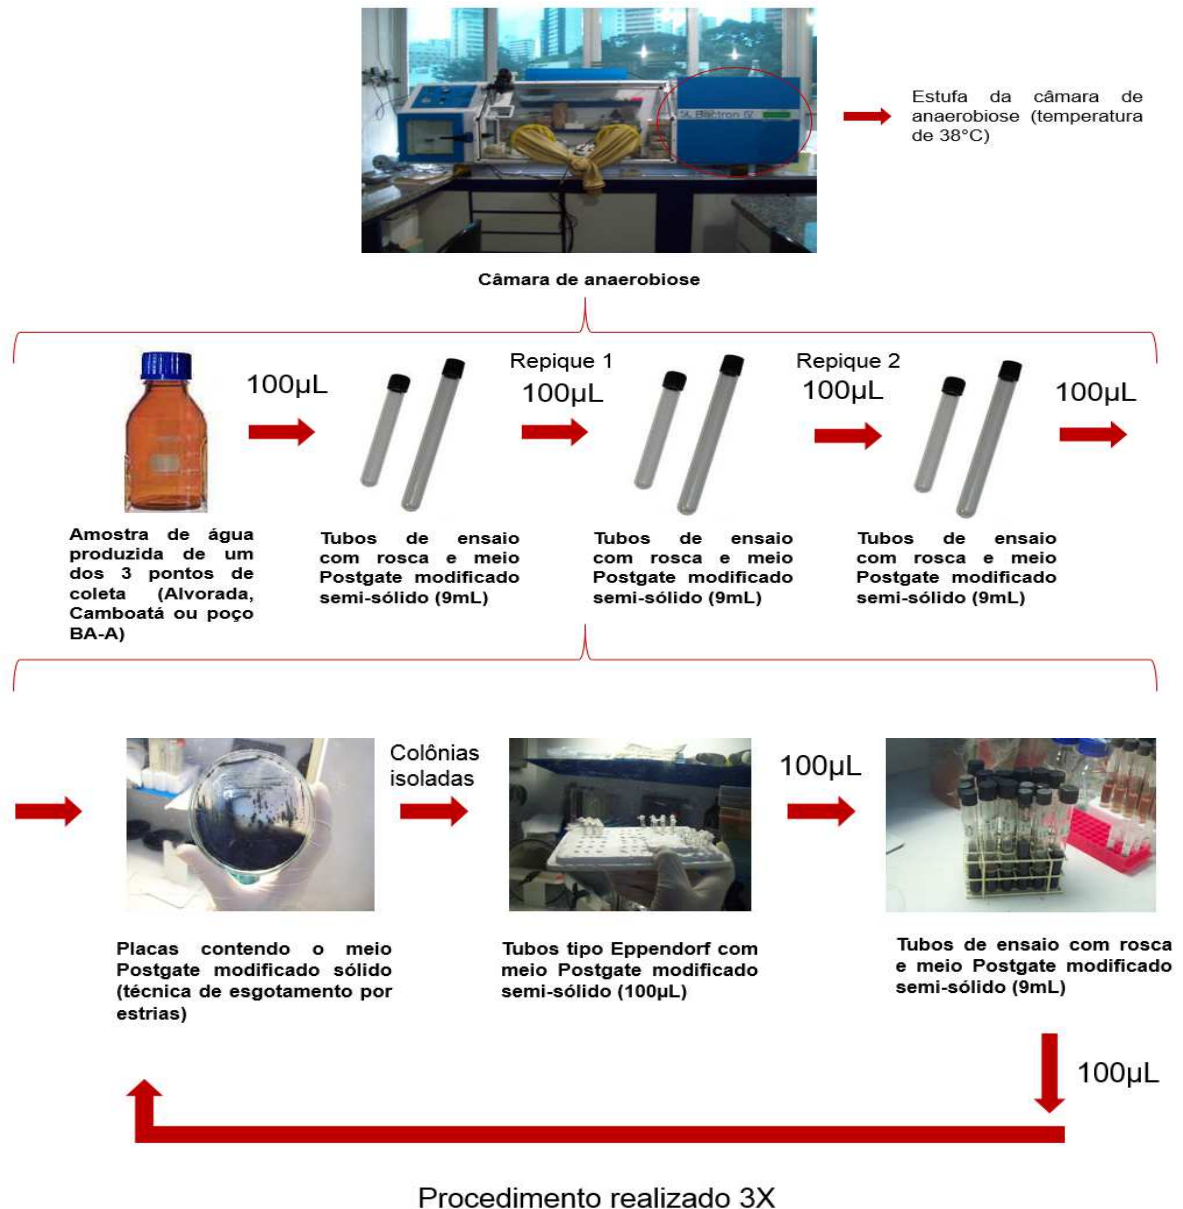 Bactron IV
Estufa da câmara de
anaerobiose (temperatura
de 38°C)
Câmara de anaerobiose
100µL
Repique 1
100µL
Repique 2
100µL
100µL
Amostra de água
produzida de um
dos 3 pontos de
coleta (Alvorada,
Camboatá ou poço
BA-A)
Tubos de ensaio
com rosca e meio
Postgate modificado
semi-sólido (9mL)
Tubos de ensaio
com rosca e meio
Postgate modificado
semi-sólido (9mL)
Tubos de ensaio
com rosca e meio
Postgate modificado
semi-sólido (9mL)
Colônias
isoladas
100µL
Placas contendo o meio
Postgate modificado sólido
(técnica de esgotamento por
estrias)
Tubos tipo Eppendorf com
meio Postgate modificado
semi-sólido (100µL)
Tubos de ensaio com rosca
e meio Postgate modificado
semi-sólido (9mL)
100µL
Procedimento realizado 3X